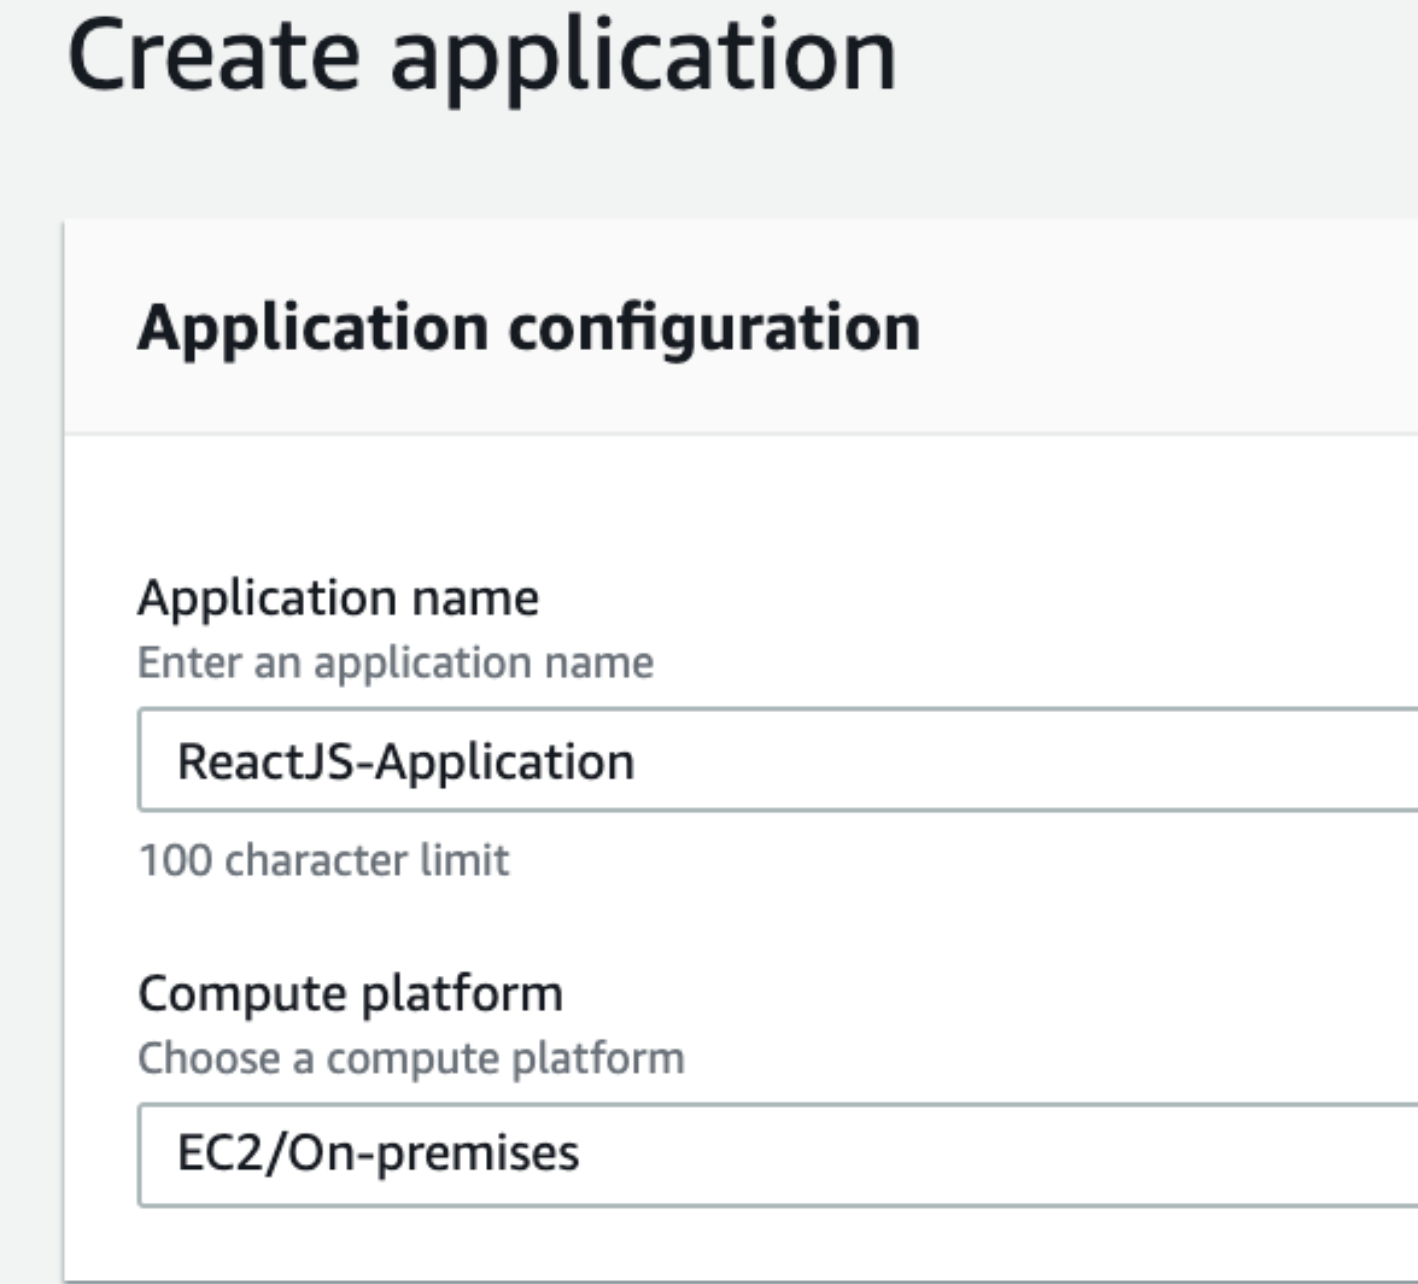 Create application
Application configuration
Application name
Enter an application name
ReactJS-Application
100 character limit
Compute platform
Choose a compute platform
EC2/On-premises